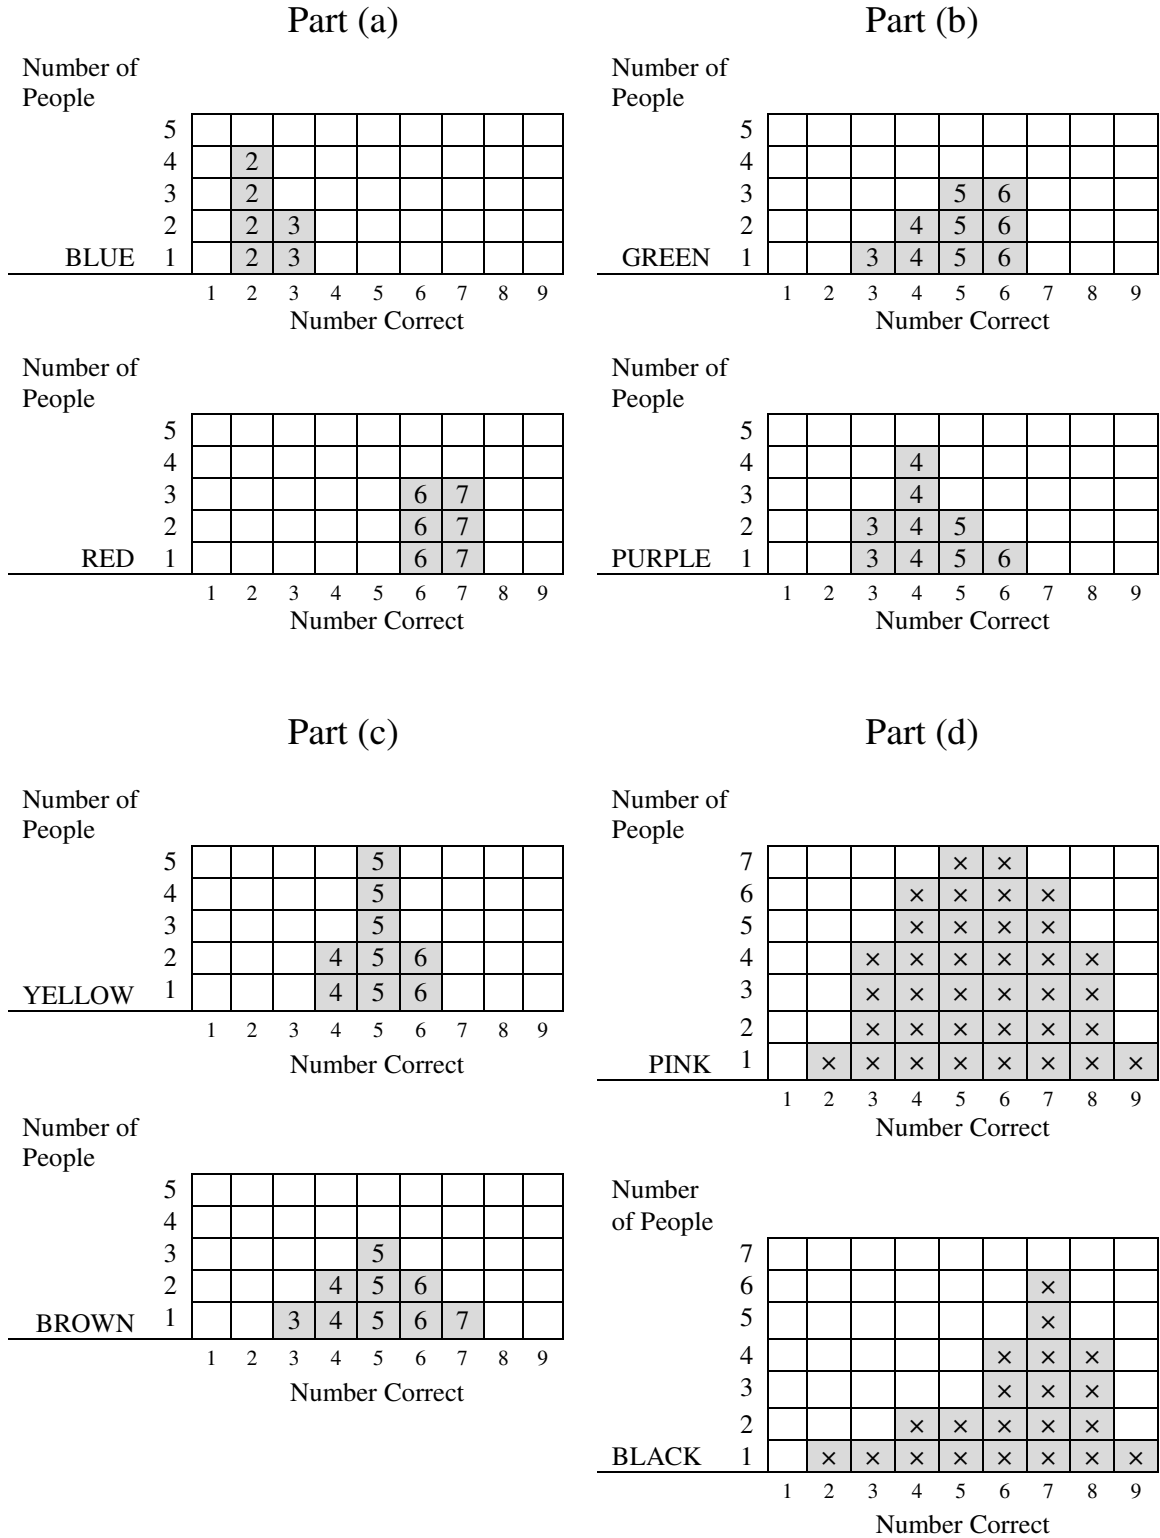 Part (a)
Number of
People
5
4 2
3 2
2 2 3
BLUE 1 2 3
1 2 3 4 5 6 7 8 9
Number Correct
Number of
People
5
4
3 6 7
2 6 7
RED 1 6 7
1 2 3 4 5 6 7 8 9
Number Correct
Part (b)
Number of
People
5
4
3 5 6
2 4 5 6
GREEN 1 3 4 5 6
1 2 3 4 5 6 7 8 9
Number Correct
Number of
People
5
4 4
3 4
2 3 4 5
PURPLE 1 3 4 5 6
1 2 3 4 5 6 7 8 9
Number Correct
Part (c)
Number of
People
5 5
4 5
3 5
2 4 5 6
YELLOW 1 4 5 6
1 2 3 4 5 6 7 8 9
Number Correct
Number of
People
5
4
3 5
2 4 5 6
BROWN 1 3 4 5 6 7
1 2 3 4 5 6 7 8 9
Number Correct
Part (d)
Number of
People
7 × ×
6 × × × ×
5 × × × ×
4 × × × × × ×
3 × × × × × ×
2 × × × × × ×
PINK 1 × × × × × × × ×
1 2 3 4 5 6 7 8 9
Number Correct
Number
of People
7
6 ×
5 ×
4 × × ×
3 × × ×
2 × × × × ×
BLACK 1 × × × × × × × ×
1 2 3 4 5 6 7 8 9
Number Correct